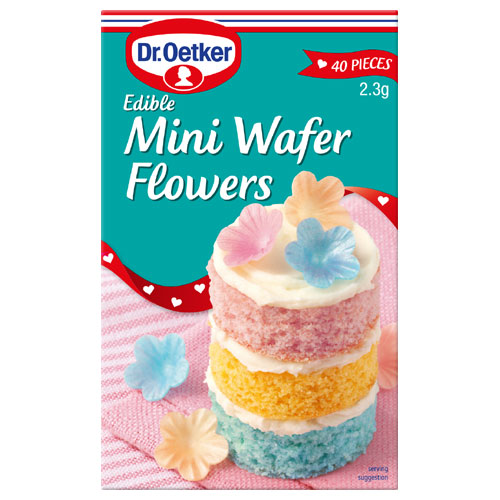 Dr. Oetker
40 PIECES
2.3g
Edible
Mini Wafer
Flowers
serving
suggestion